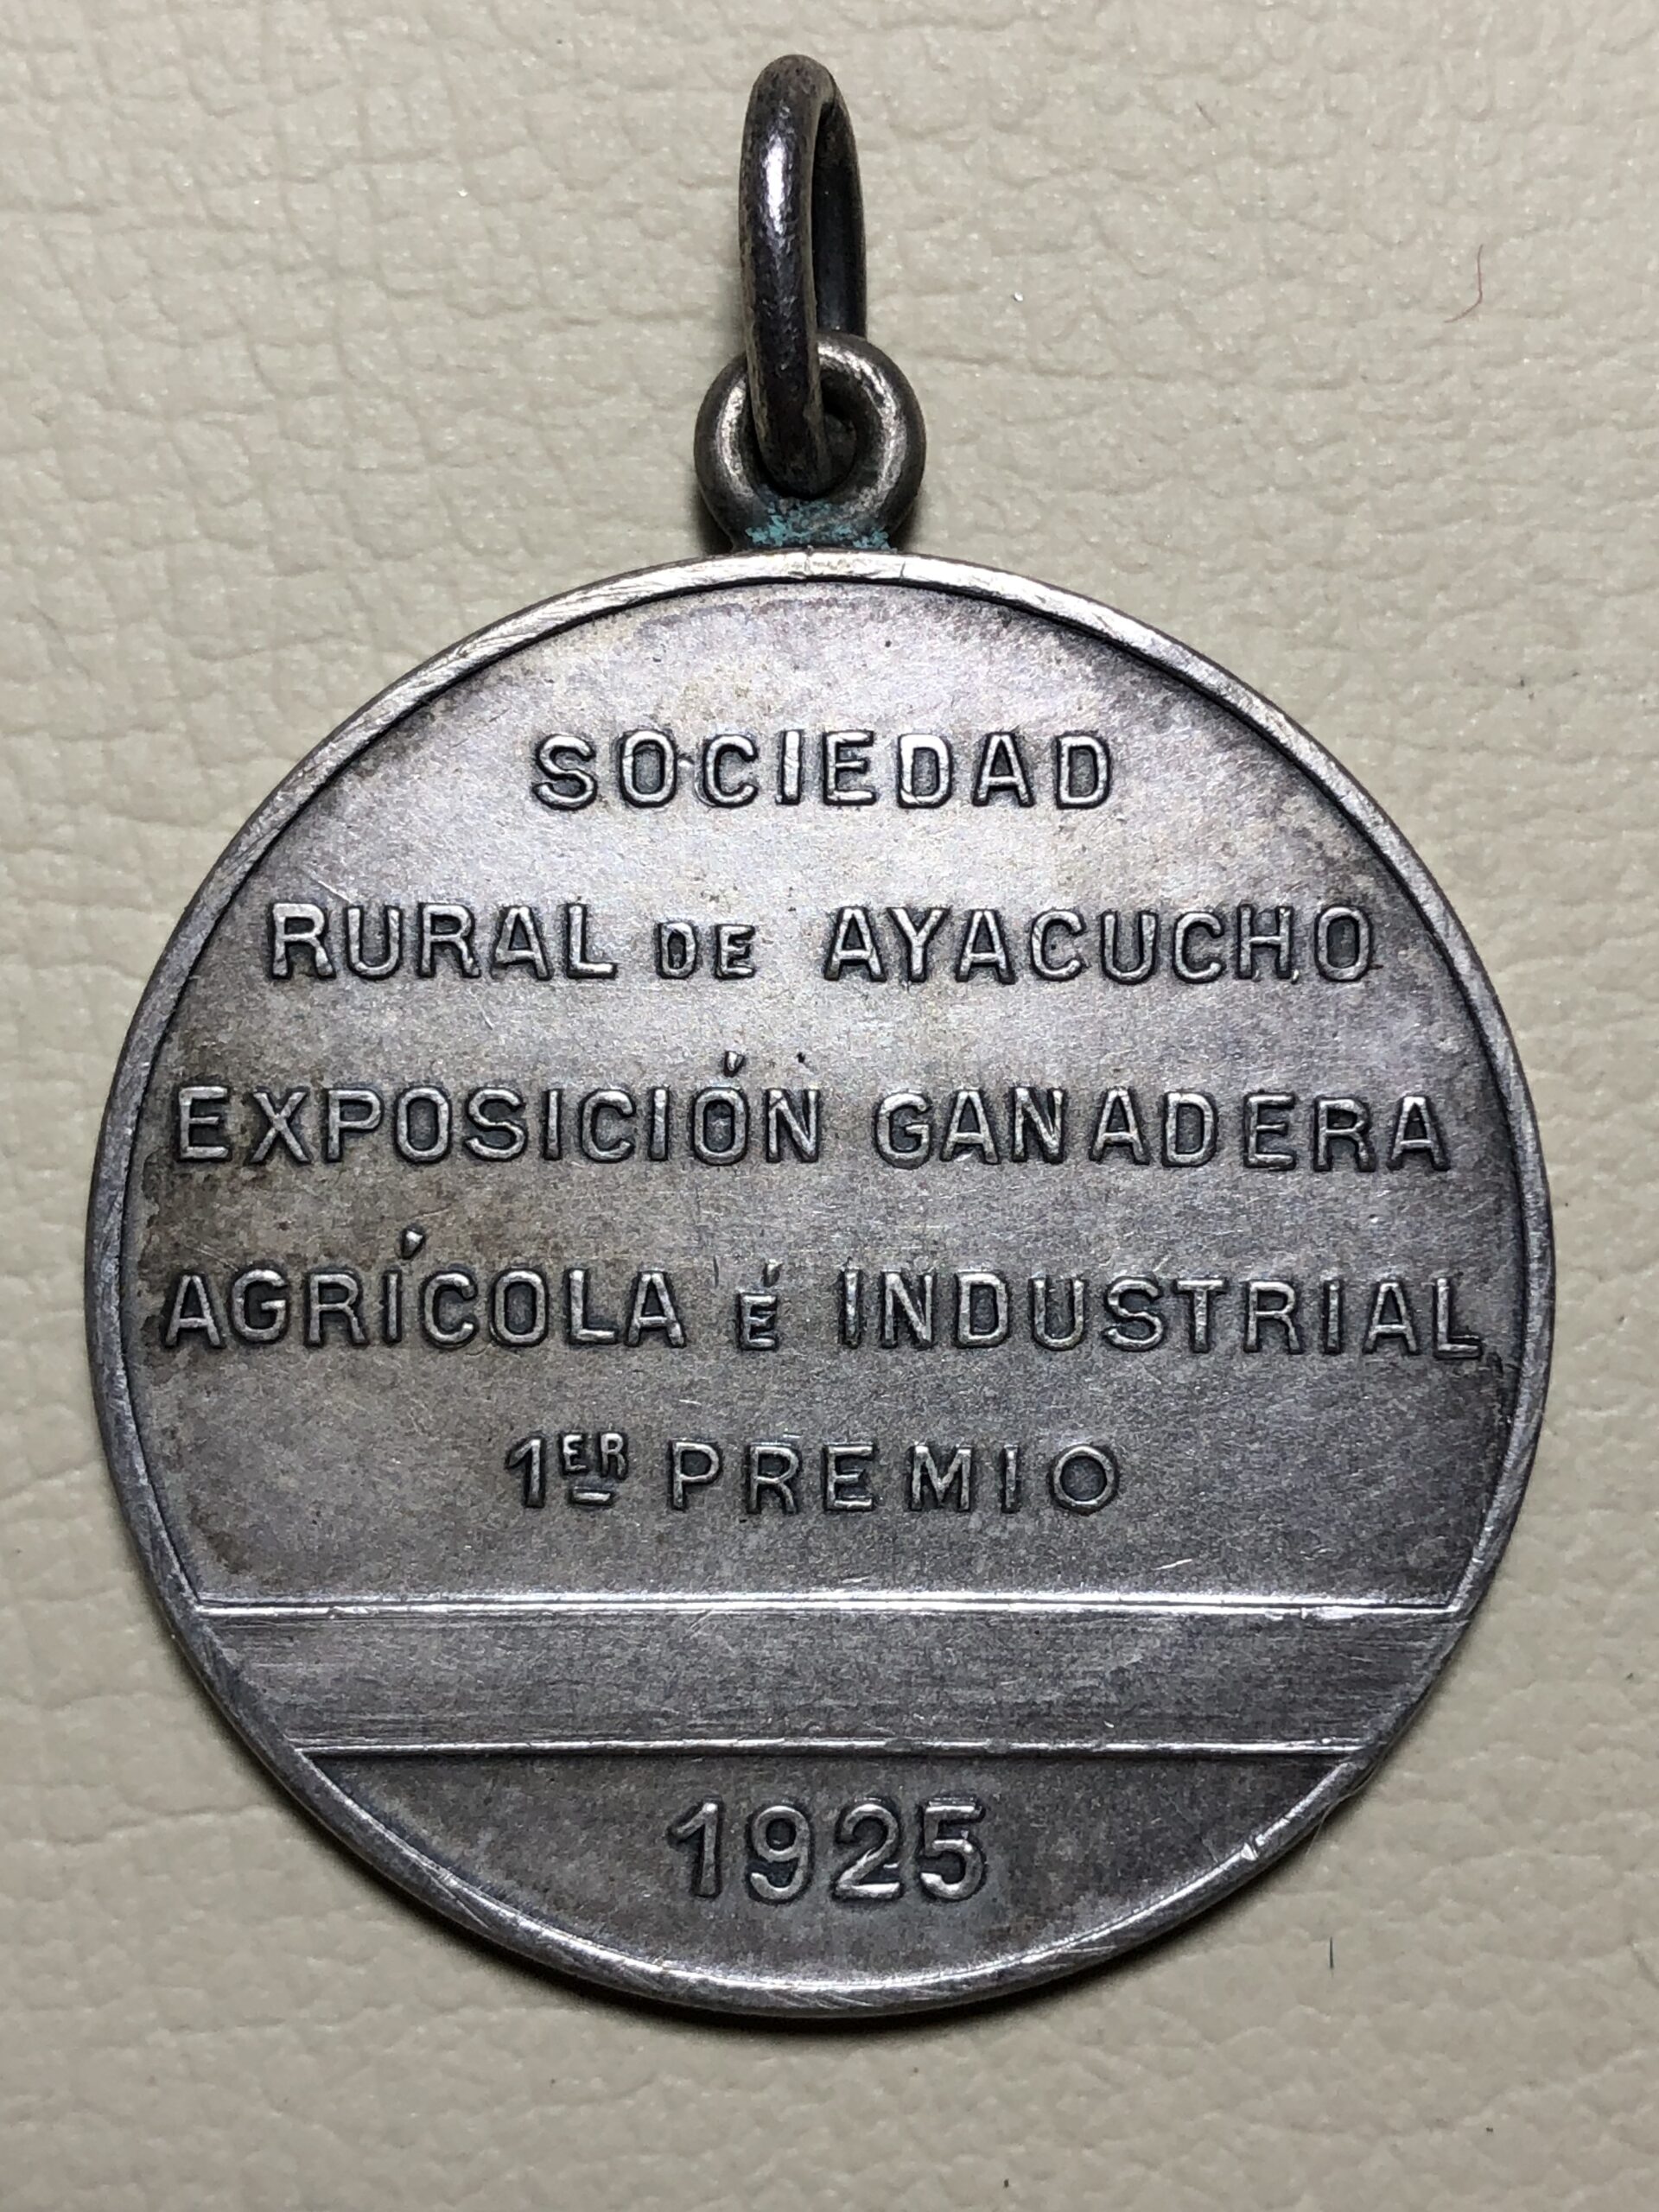 SOCIEDAD
RURAL DE AYACUCHO
EXPOSICIÓN GANADERA
AGRÍCOLA É INDUSTRIAL
1ER PREMIO
1925